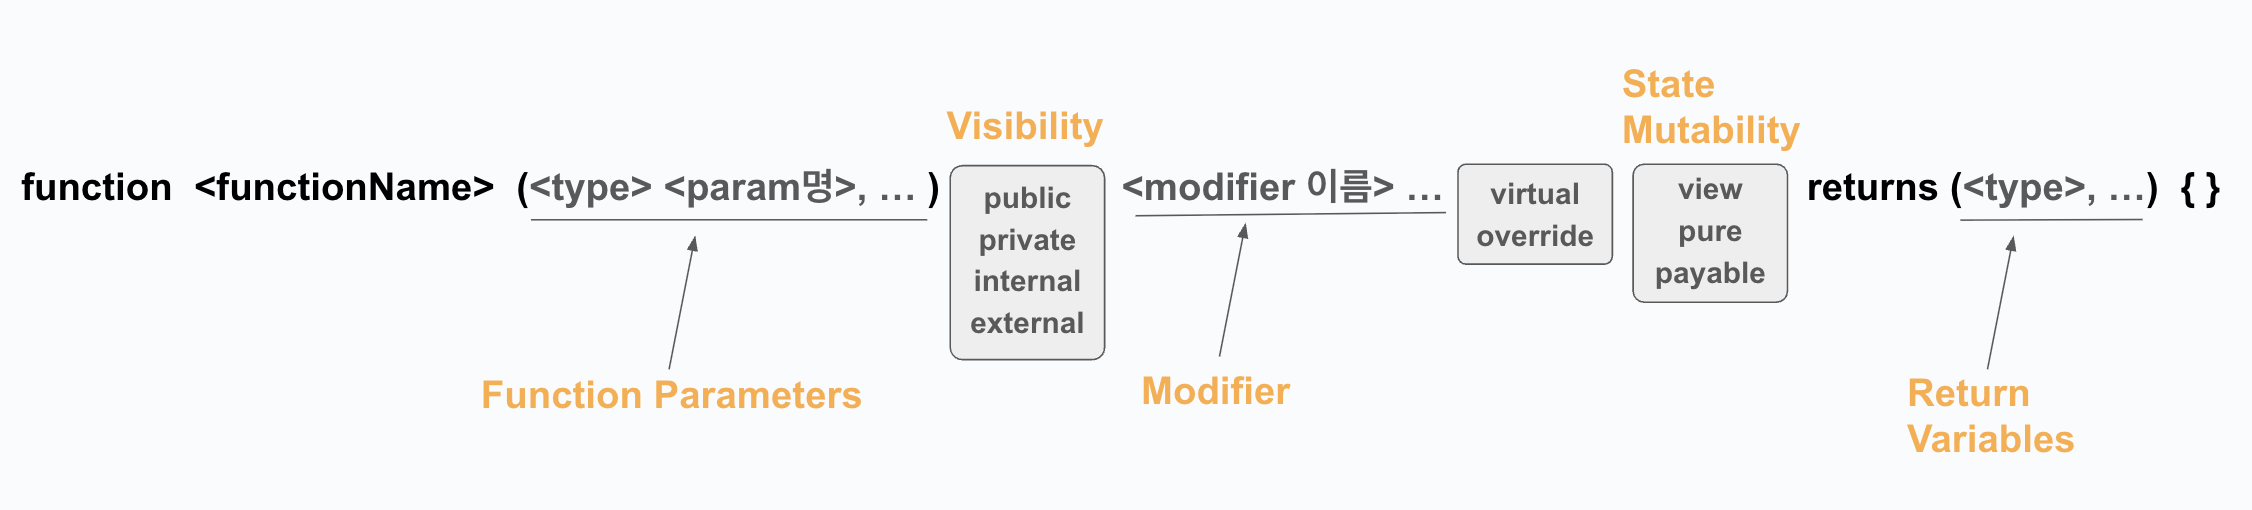 State
Mutability
Visibility
function <functionName> (<type> <param명>, ... ) <modifier 이름> ... returns (<type>, ...) { }
public
private
internal
external
virtual
override
view
pure
payable
Function Parameters
Modifier
Return
Variables